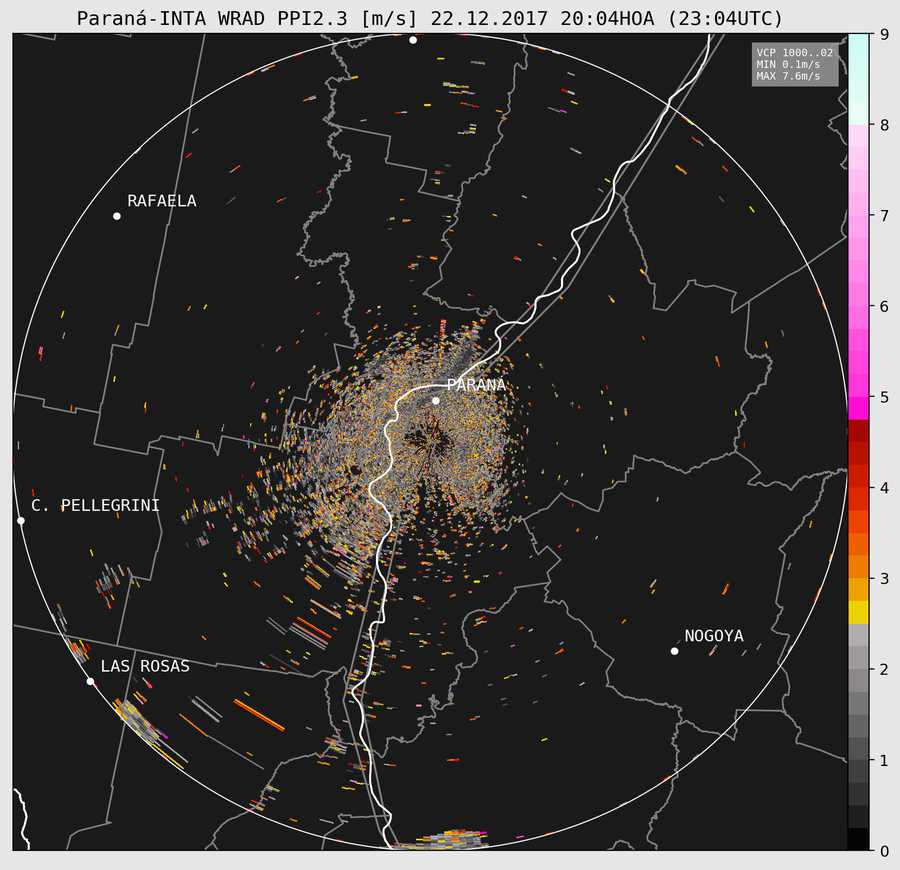 Paraná-INTA WRAD PPI2.3 [m/s] 22.12.2017 20:04HOA (23:04UTC)
VCP 1000..02
MIN 0.1m/s
MAX 7.6m/s
9
8
7
6
5
4
3
2
1
0
RAFAELA
PARANÁ
C. PELLEGRINI
NOGOYA
LAS ROSAS